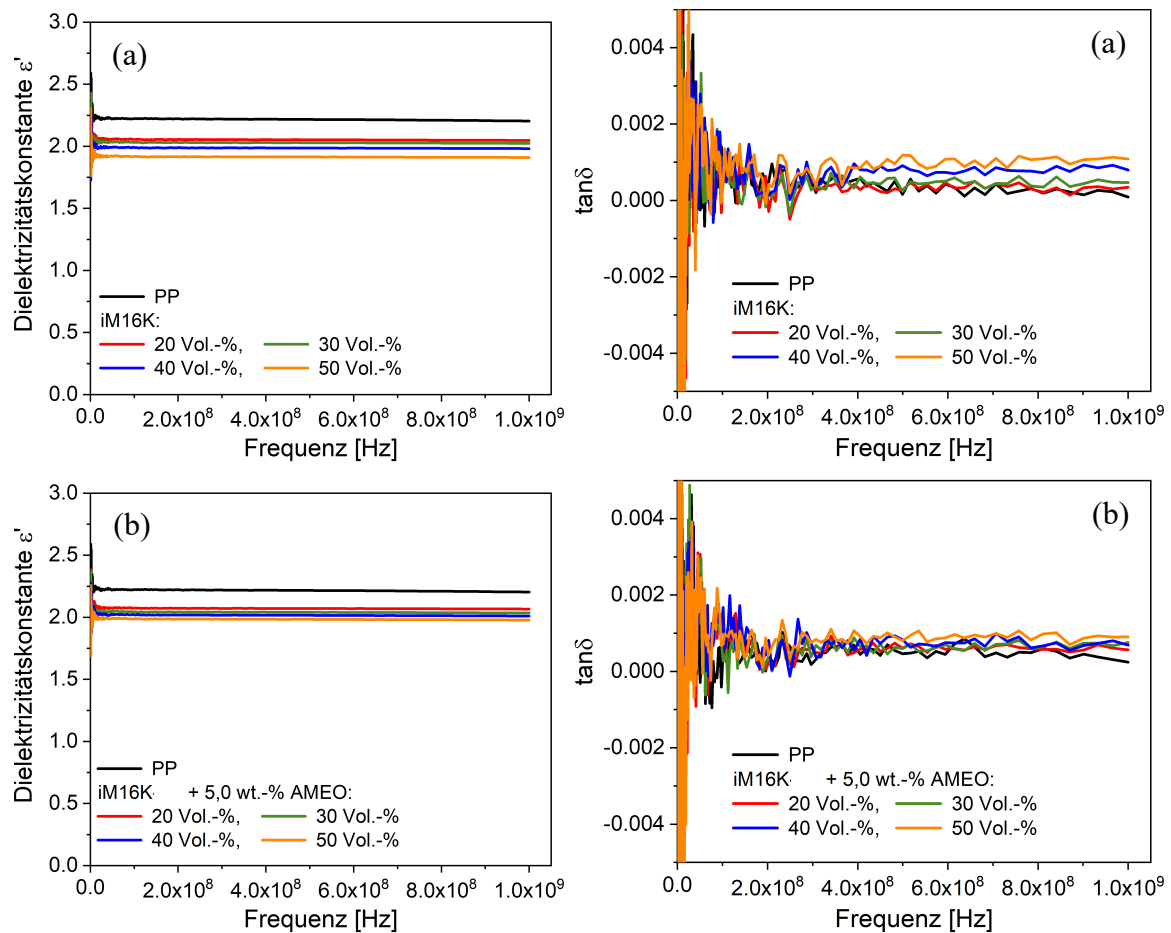 (a)
Dielektrizitätskonstante ε'
3.0
2.5
2.0
1.5
1.0
0.5
0.0
PP
iM16K:
20 Vol.-%, 30 Vol.-%
40 Vol.-%, 50 Vol.-%
0.0 2.0x10⁸ 4.0x10⁸ 6.0x10⁸ 8.0x10⁸ 1.0x10⁹
Frequenz [Hz]
(a)
tanδ
0.004
0.002
0.000
-0.002
-0.004
PP
iM16K:
20 Vol.-%, 30 Vol.-%
40 Vol.-%, 50 Vol.-%
0.0 2.0x10⁸ 4.0x10⁸ 6.0x10⁸ 8.0x10⁸ 1.0x10⁹
Frequenz [Hz]
(b)
Dielektrizitätskonstante ε'
3.0
2.5
2.0
1.5
1.0
0.5
0.0
PP
iM16K + 5,0 wt.-% AMEO:
20 Vol.-%, 30 Vol.-%
40 Vol.-%, 50 Vol.-%
0.0 2.0x10⁸ 4.0x10⁸ 6.0x10⁸ 8.0x10⁸ 1.0x10⁹
Frequenz [Hz]
(b)
tanδ
0.004
0.002
0.000
-0.002
-0.004
PP
iM16K + 5,0 wt.-% AMEO:
20 Vol.-%, 30 Vol.-%
40 Vol.-%, 50 Vol.-%
0.0 2.0x10⁸ 4.0x10⁸ 6.0x10⁸ 8.0x10⁸ 1.0x10⁹
Frequenz [Hz]